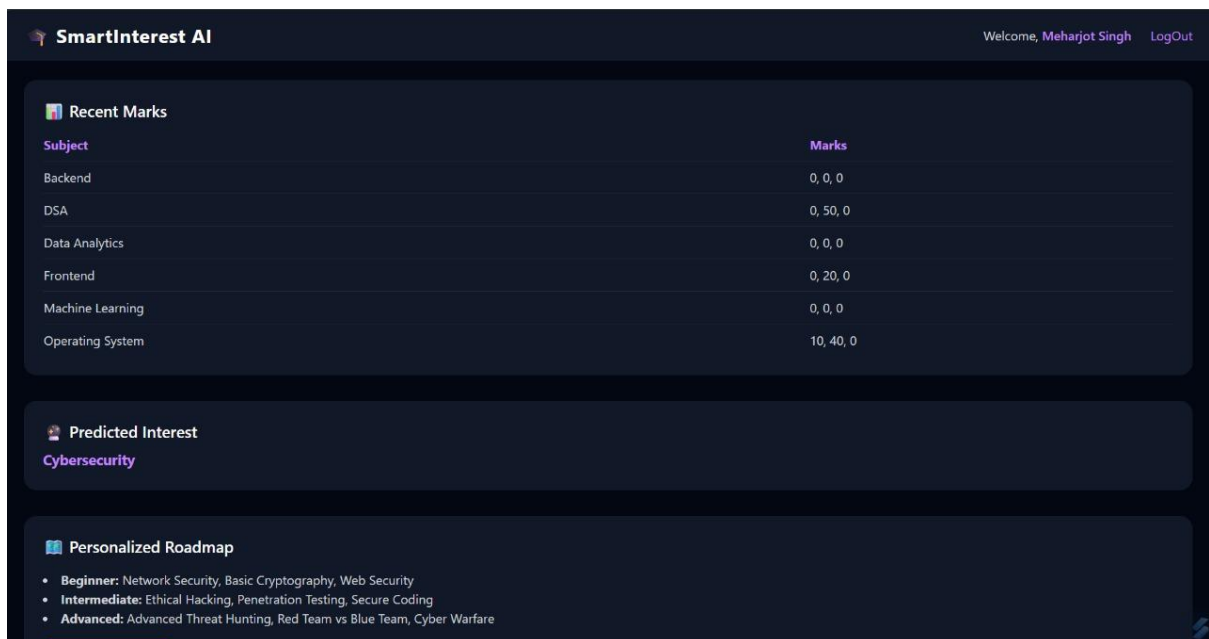 SmartInterest AI
Welcome, Meharjot Singh LogOut
Recent Marks
Subject Marks
Backend 0, 0, 0
DSA 0, 50, 0
Data Analytics 0, 0, 0
Frontend 0, 20, 0
Machine Learning 0, 0, 0
Operating System 10, 40, 0
Predicted Interest
Cybersecurity
Personalized Roadmap
• Beginner: Network Security, Basic Cryptography, Web Security
• Intermediate: Ethical Hacking, Penetration Testing, Secure Coding
• Advanced: Advanced Threat Hunting, Red Team vs Blue Team, Cyber Warfare